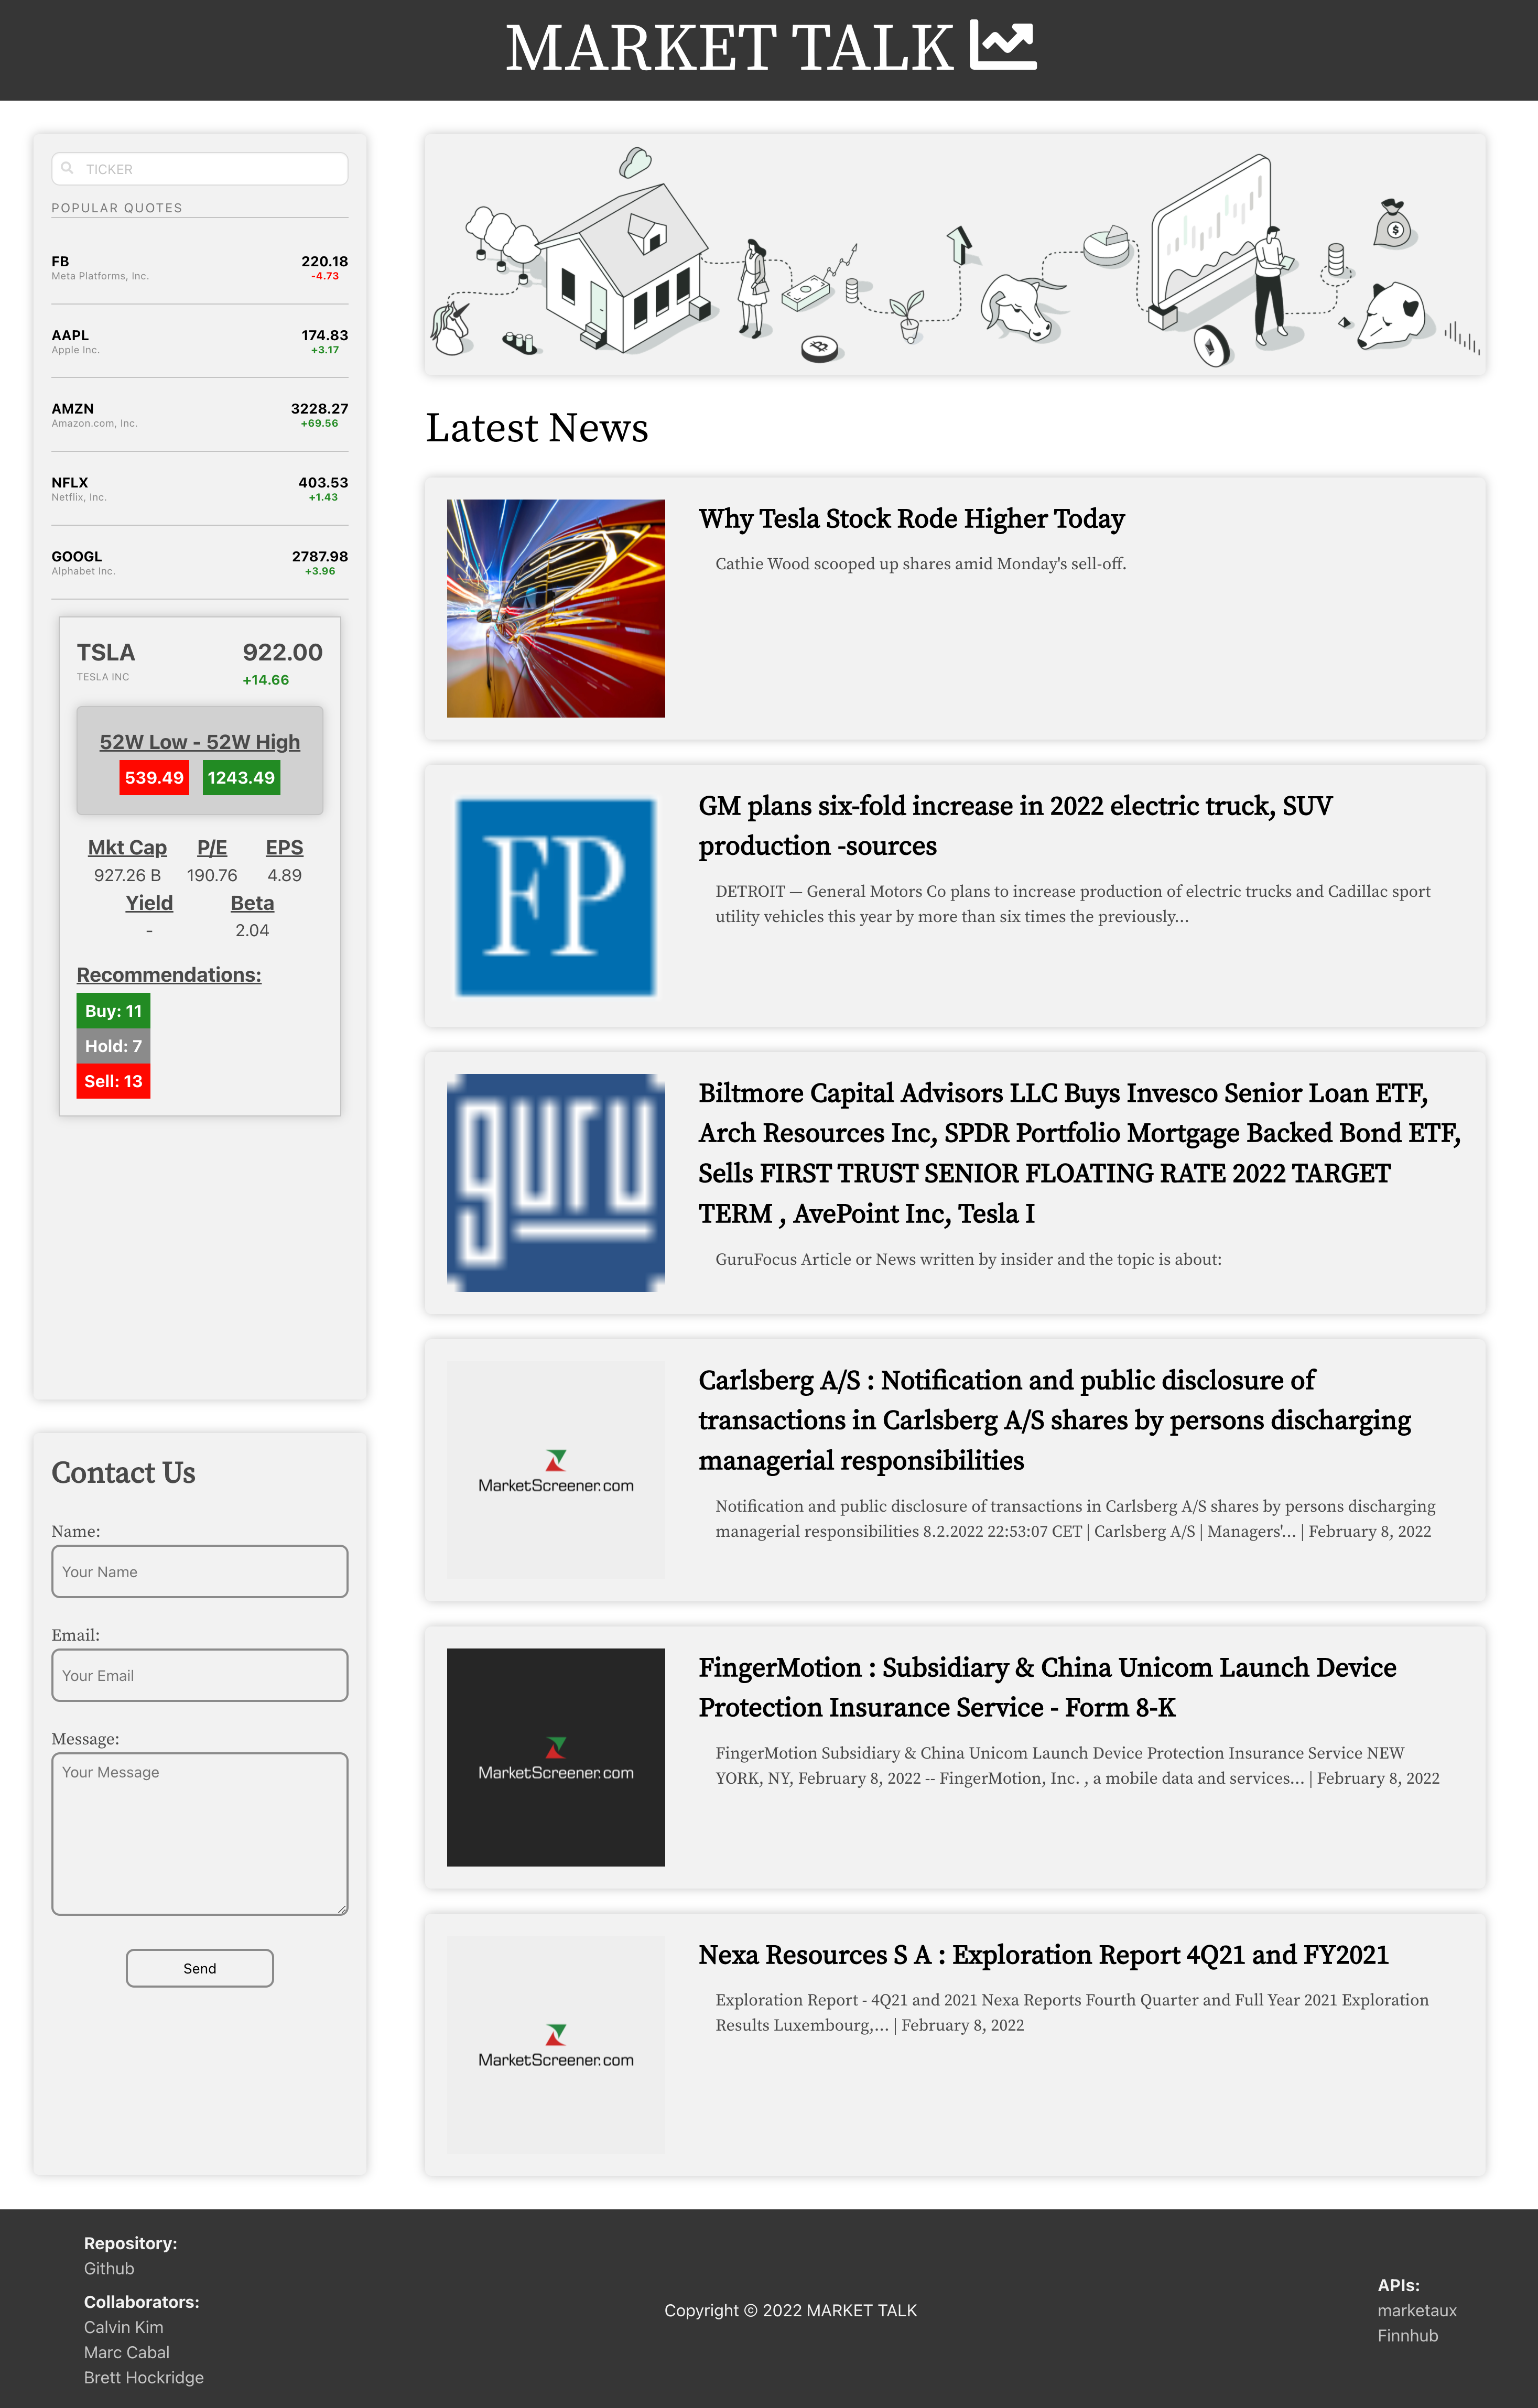 MARKET TALK
TICKER
POPULAR QUOTES
FB 220.18
Meta Platforms, Inc. -4.73
AAPL 174.83
Apple Inc. +3.17
AMZN 3228.27
Amazon.com, Inc. +69.56
NFLX 403.53
Netflix, Inc. +1.43
GOOGL 2787.98
Alphabet Inc. +3.96
TSLA 922.00
TESLA INC +14.66
52W Low - 52W High
539.49 1243.49
Mkt Cap P/E EPS
927.26 B 190.76 4.89
Yield Beta
- 2.04
Recommendations:
Buy: 11
Hold: 7
Sell: 13
Contact Us
Name:
Your Name
Email:
Your Email
Message:
Your Message
Send
Latest News
Why Tesla Stock Rode Higher Today
Cathie Wood scooped up shares amid Monday's sell-off.
FP
GM plans six-fold increase in 2022 electric truck, SUV
production -sources
DETROIT — General Motors Co plans to increase production of electric trucks and Cadillac sport
utility vehicles this year by more than six times the previously…
guru
Biltmore Capital Advisors LLC Buys Invesco Senior Loan ETF,
Arch Resources Inc, SPDR Portfolio Mortgage Backed Bond ETF,
Sells FIRST TRUST SENIOR FLOATING RATE 2022 TARGET
TERM , AvePoint Inc, Tesla I
GuruFocus Article or News written by insider and the topic is about:
MarketScreener.com
Carlsberg A/S : Notification and public disclosure of
transactions in Carlsberg A/S shares by persons discharging
managerial responsibilities
Notification and public disclosure of transactions in Carlsberg A/S shares by persons discharging
managerial responsibilities 8.2.2022 22:53:07 CET | Carlsberg A/S | Managers'... | February 8, 2022
MarketScreener.com
FingerMotion : Subsidiary & China Unicom Launch Device
Protection Insurance Service - Form 8-K
FingerMotion Subsidiary & China Unicom Launch Device Protection Insurance Service NEW
YORK, NY, February 8, 2022 -- FingerMotion, Inc. , a mobile data and services... | February 8, 2022
MarketScreener.com
Nexa Resources S A : Exploration Report 4Q21 and FY2021
Exploration Report - 4Q21 and 2021 Nexa Reports Fourth Quarter and Full Year 2021 Exploration
Results Luxembourg,... | February 8, 2022
Repository:
Github
Collaborators:
Calvin Kim
Marc Cabal
Brett Hockridge
Copyright © 2022 MARKET TALK
APIs:
marketaux
Finnhub